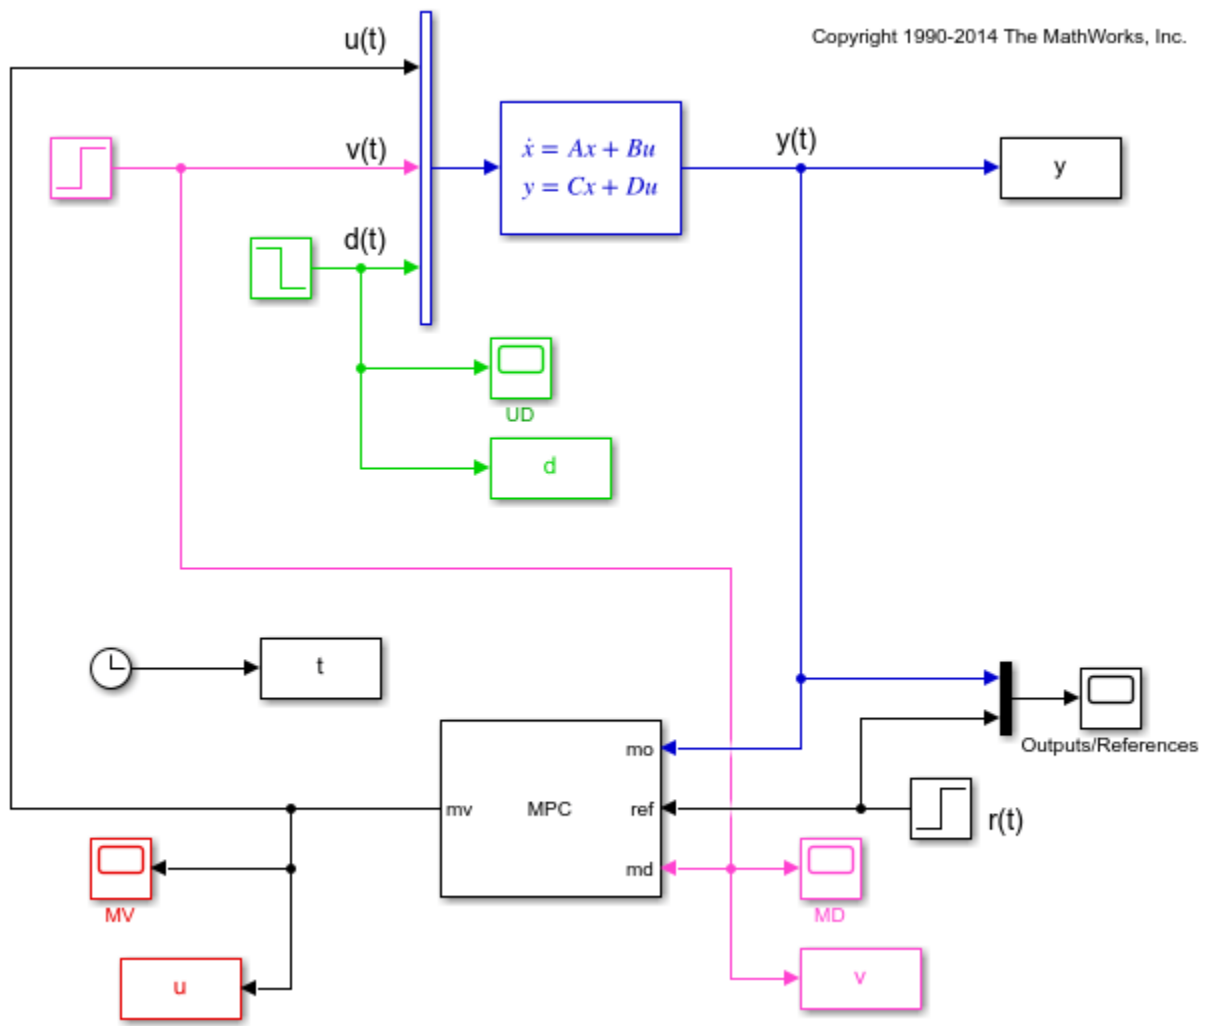 u(t)
Copyright 1990-2014 The MathWorks, Inc.
v(t)
ẋ = Ax + Bu
y = Cx + Du
y(t)
y
d(t)
UD
d
t
mo
Outputs/References
mv
MPC
ref
r(t)
md
MV
MD
u
v